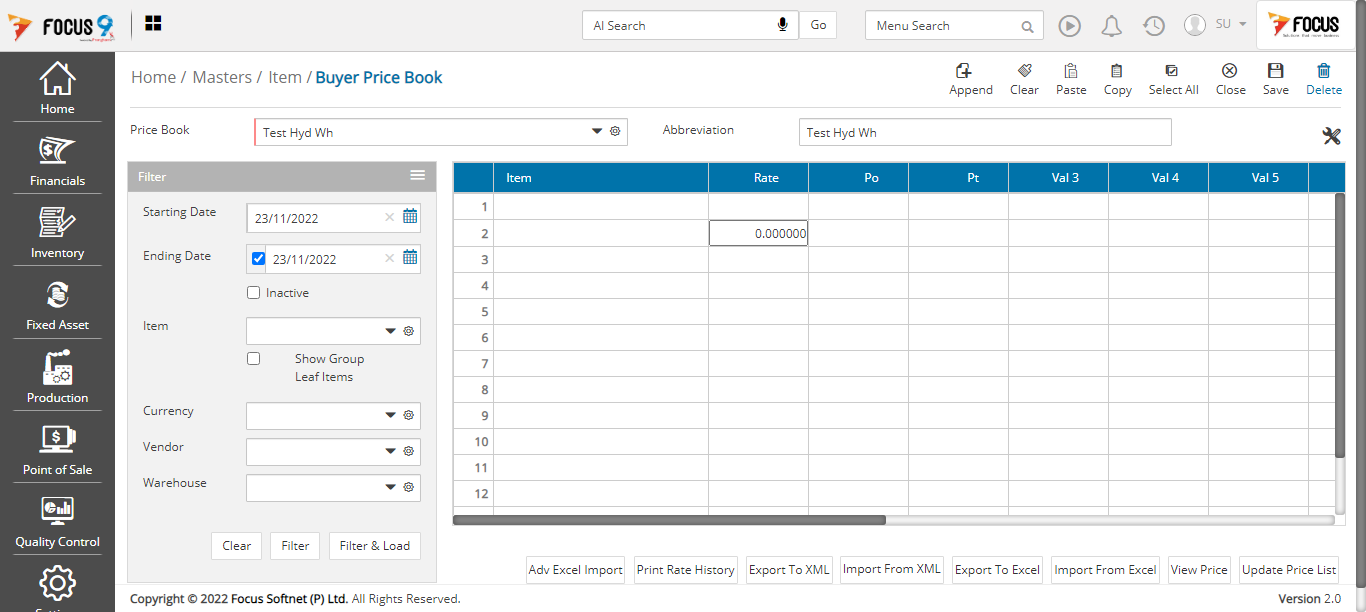 FOCUS 9
AI Search
Go
Menu Search
SU
FOCUS
Home / Masters / Item / Buyer Price Book
Append
Clear
Paste
Copy
Select All
Close
Save
Delete
Price Book
Test Hyd Wh
Abbreviation
Test Hyd Wh
Home
Financials
Inventory
Fixed Asset
Production
Point of Sale
Quality Control
Filter
Starting Date
23/11/2022
Ending Date
23/11/2022
Inactive
Item
Show Group
Leaf Items
Currency
Vendor
Warehouse
Clear
Filter
Filter & Load
Item Rate Po Pt Val 3 Val 4 Val 5
1
2 0.000000
3
4
5
6
7
8
9
10
11
12
Adv Excel Import
Print Rate History
Export To XML
Import From XML
Export To Excel
Import From Excel
View Price
Update Price List
Copyright © 2022 Focus Softnet (P) Ltd. All Rights Reserved.
Version 2.0